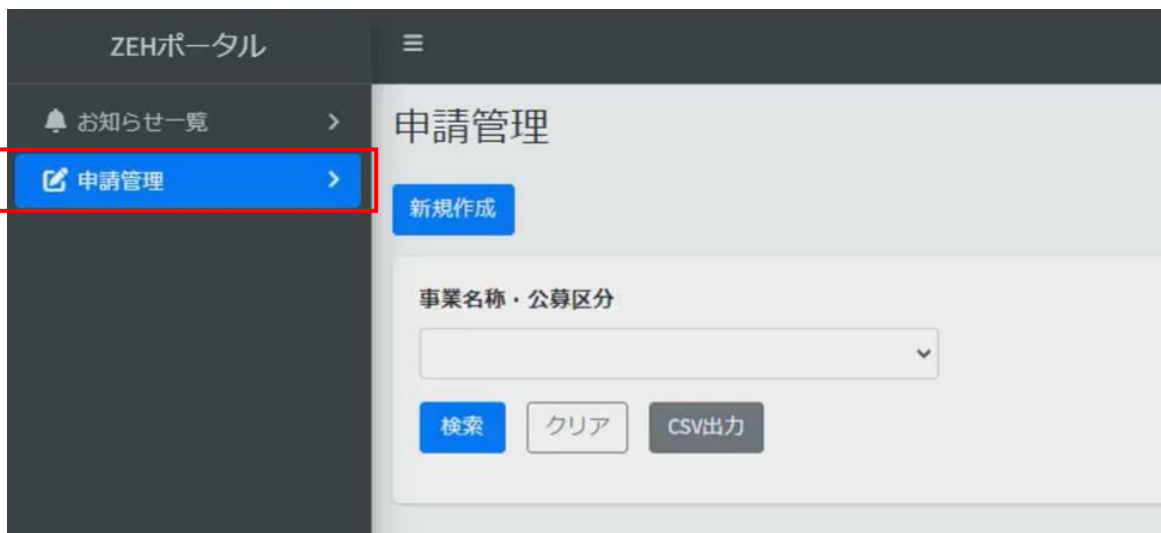 ZEHポータル
お知らせ一覧
申請管理
申請管理
新規作成
事業名称・公募区分
検索 クリア CSV出力